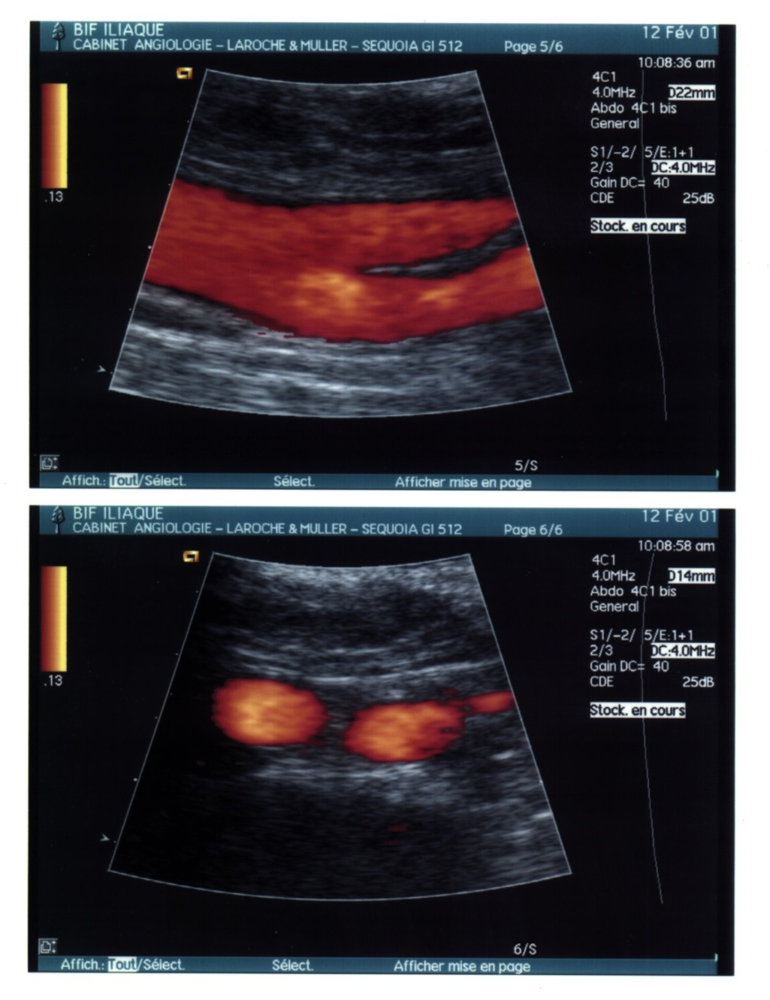 BIF ILIAQUE
12 Fév 01
CABINET ANGIOLOGIE – LAROCHE & MULLER – SEQUOIA GI 512 Page 5/6
10:08:36 am
4C1
4.0MHz D22mm
Abdo 4C1 bis
General
S1/-2/ 5/E:1+1
2/3 DC:4.0MHz
Gain DC= 40
CDE 25dB
Stock. en cours
.13
5/S
Affich.: Tout/Sélect. Sélect. Afficher mise en page
BIF ILIAQUE
12 Fév 01
CABINET ANGIOLOGIE – LAROCHE & MULLER – SEQUOIA GI 512 Page 6/6
10:08:58 am
4C1
4.0MHz D14mm
Abdo 4C1 bis
General
S1/-2/ 5/E:1+1
2/3 DC:4.0MHz
Gain DC= 40
CDE 25dB
Stock. en cours
.13
6/S
Affich.: Tout/Sélect. Sélect. Afficher mise en page